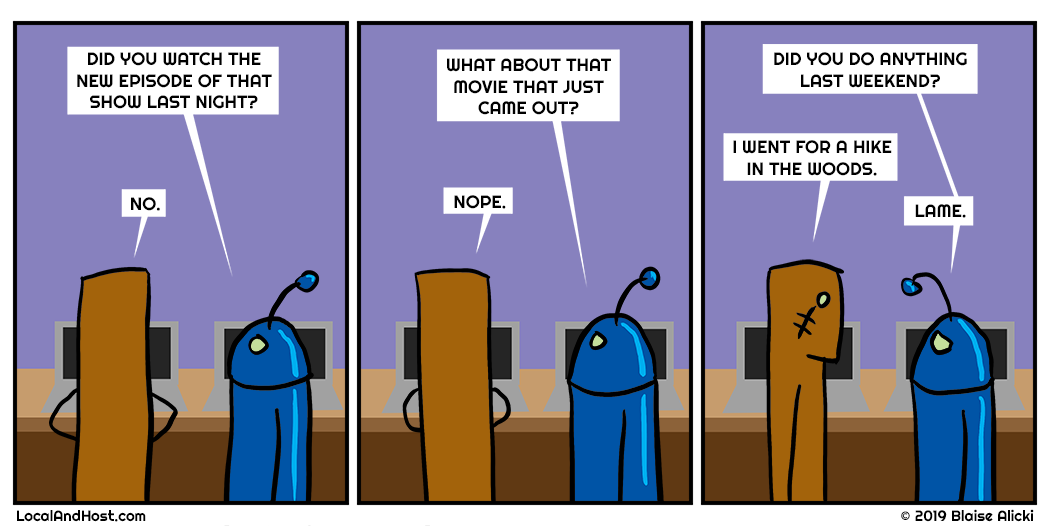 DID YOU WATCH THE
NEW EPISODE OF THAT
SHOW LAST NIGHT?
NO.
WHAT ABOUT THAT
MOVIE THAT JUST
CAME OUT?
NOPE.
DID YOU DO ANYTHING
LAST WEEKEND?
I WENT FOR A HIKE
IN THE WOODS.
LAME.
LocalAndHost.com
© 2019 Blaise Alicki